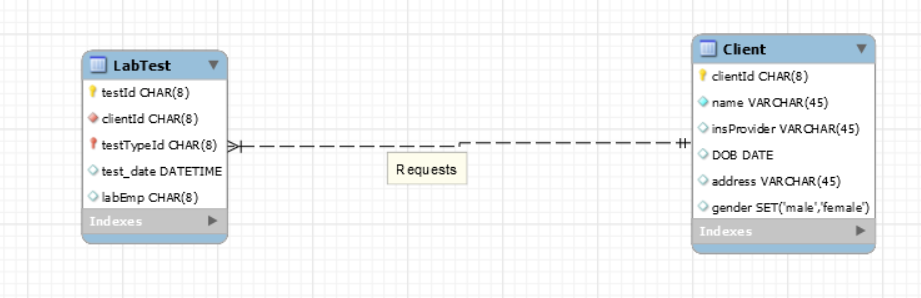 LabTest
testId CHAR(8)
clientId CHAR(8)
testTypeId CHAR(8)
test_date DATETIME
labEmp CHAR(8)
Indexes
Requests
Client
clientId CHAR(8)
name VARCHAR(45)
insProvider VARCHAR(45)
DOB DATE
address VARCHAR(45)
gender SET('male','female')
Indexes